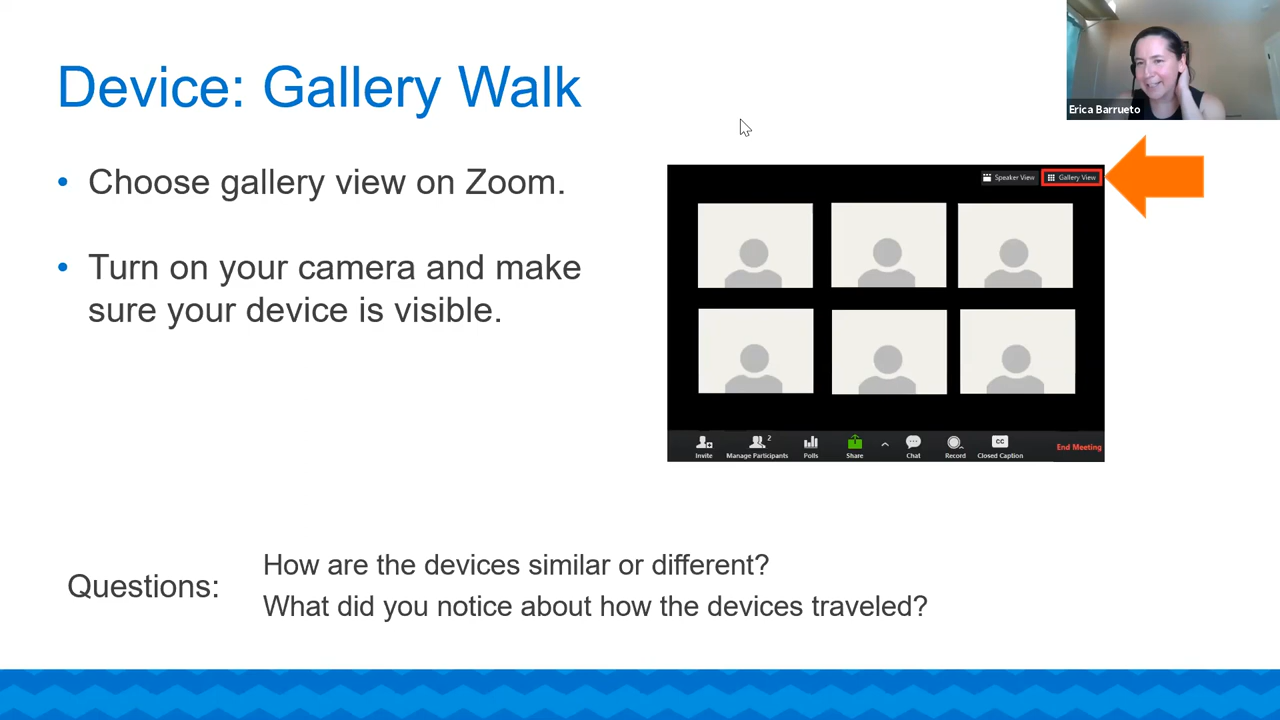 Device: Gallery Walk
Erica Barrueto
• Choose gallery view on Zoom.
• Turn on your camera and make
sure your device is visible.
Speaker View
Gallery View
Invite
Manage Participants
2
Polls
Share
Chat
Record
CC
Closed Caption
End Meeting
Questions:
How are the devices similar or different?
What did you notice about how the devices traveled?